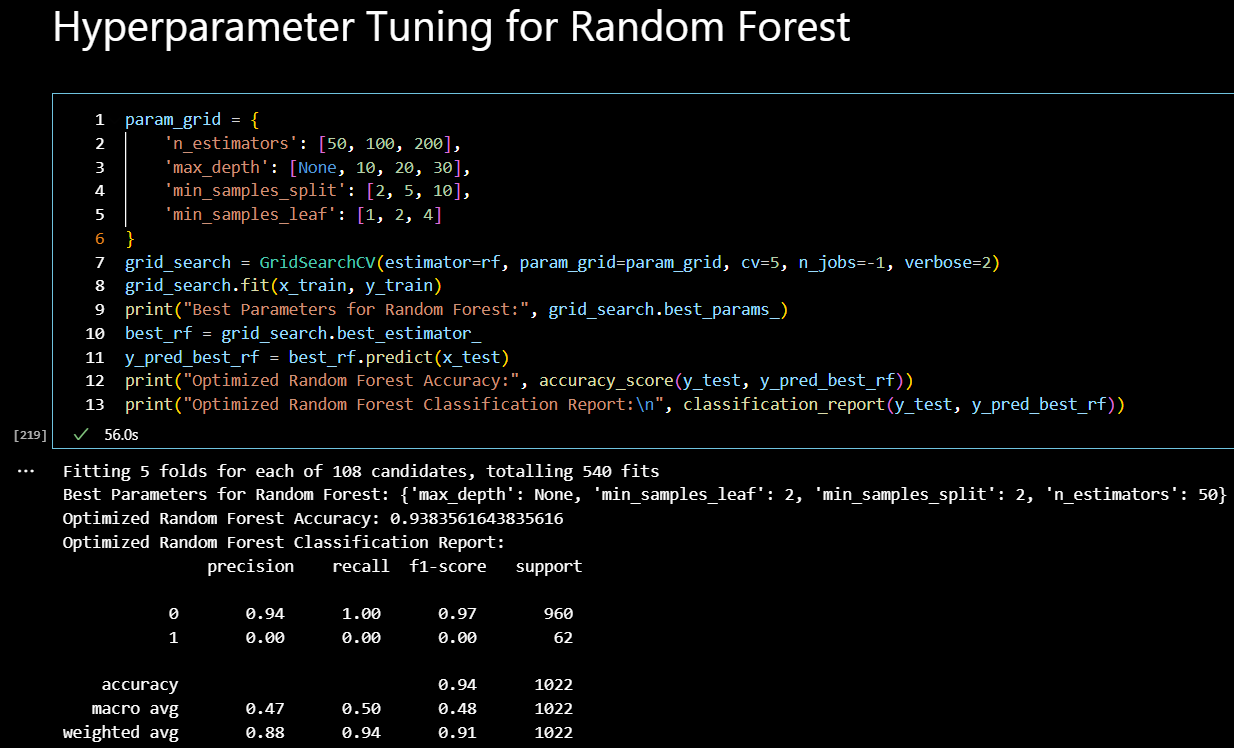 Hyperparameter Tuning for Random Forest
1 param_grid = {
2     'n_estimators': [50, 100, 200],
3     'max_depth': [None, 10, 20, 30],
4     'min_samples_split': [2, 5, 10],
5     'min_samples_leaf': [1, 2, 4]
6 }
7 grid_search = GridSearchCV(estimator=rf, param_grid=param_grid, cv=5, n_jobs=-1, verbose=2)
8 grid_search.fit(x_train, y_train)
9 print("Best Parameters for Random Forest:", grid_search.best_params_)
10 best_rf = grid_search.best_estimator_
11 y_pred_best_rf = best_rf.predict(x_test)
12 print("Optimized Random Forest Accuracy:", accuracy_score(y_test, y_pred_best_rf))
13 print("Optimized Random Forest Classification Report:\n", classification_report(y_test, y_pred_best_rf))
[219] ✓ 56.0s
... Fitting 5 folds for each of 108 candidates, totalling 540 fits
Best Parameters for Random Forest: {'max_depth': None, 'min_samples_leaf': 2, 'min_samples_split': 2, 'n_estimators': 50}
Optimized Random Forest Accuracy: 0.9383561643835616
Optimized Random Forest Classification Report:
precision    recall  f1-score   support
0       0.94      1.00      0.97       960
1       0.00      0.00      0.00        62
accuracy                           0.94      1022
macro avg       0.47      0.50      0.48      1022
weighted avg       0.88      0.94      0.91      1022